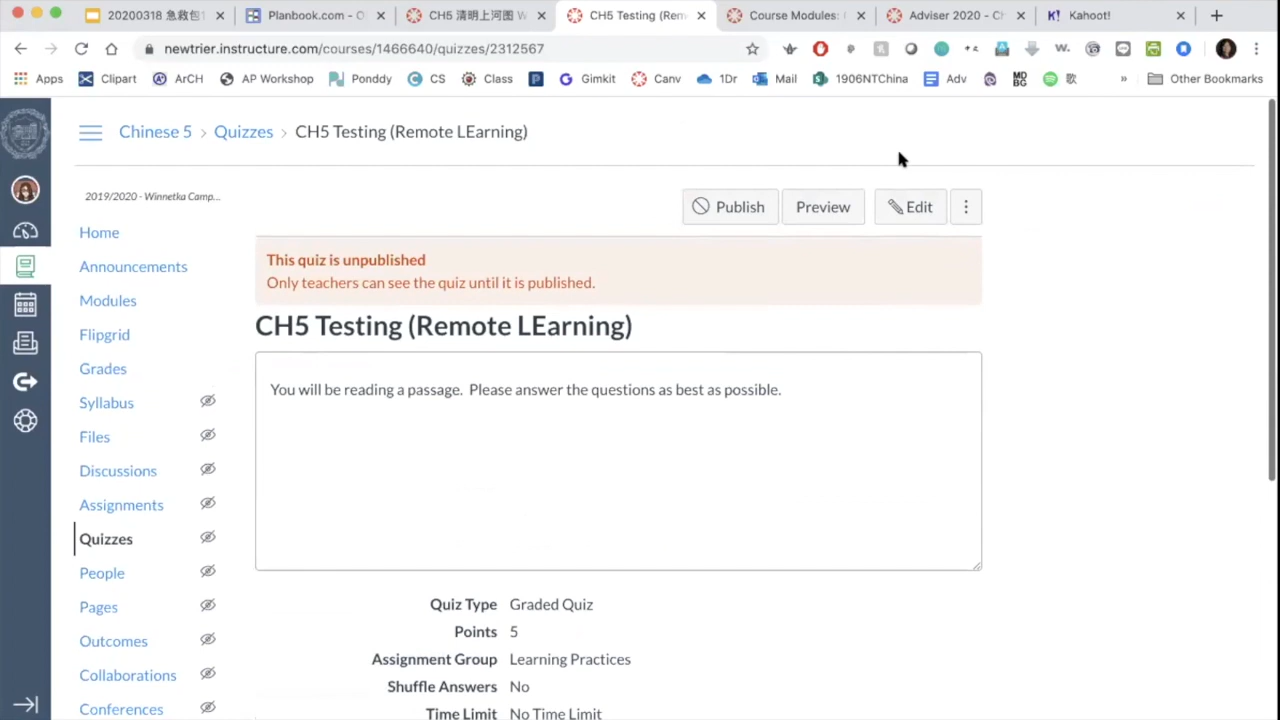 20200318 急救包
Planbook.com - O
CH5 清明上河图 W
CH5 Testing (Rem
Course Modules:
Adviser 2020 - Ch
K! Kahoot!
newtrier.instructure.com/courses/1466640/quizzes/2312567
Apps Clipart ArCH AP Workshop Ponddy CS Class Gimkit Canv 1Dr Mail 1906NTChina Adv MD BG 歌 » Other Bookmarks
Chinese 5 › Quizzes › CH5 Testing (Remote LEarning)
2019/2020 - Winnetka Camp...
Publish Preview Edit
Home
Announcements
Modules
Flipgrid
Grades
Syllabus
Files
Discussions
Assignments
Quizzes
People
Pages
Outcomes
Collaborations
Conferences
This quiz is unpublished
Only teachers can see the quiz until it is published.
CH5 Testing (Remote LEarning)
You will be reading a passage.  Please answer the questions as best as possible.
Quiz Type Graded Quiz
Points 5
Assignment Group Learning Practices
Shuffle Answers No
Time Limit No Time Limit